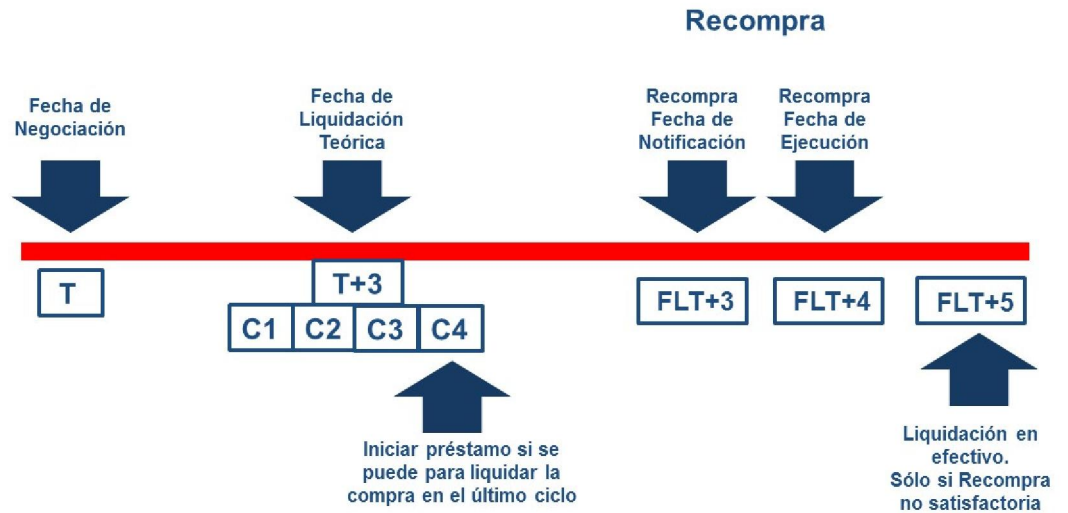 Recompra
Fecha de
Negociación
Fecha de
Liquidación
Teórica
Recompra
Fecha de
Notificación
Recompra
Fecha de
Ejecución
T
T+3
C1 C2 C3 C4
FLT+3
FLT+4
FLT+5
Iniciar préstamo si se
puede para liquidar la
compra en el último ciclo
Liquidación en
efectivo.
Sólo si Recompra
no satisfactoria